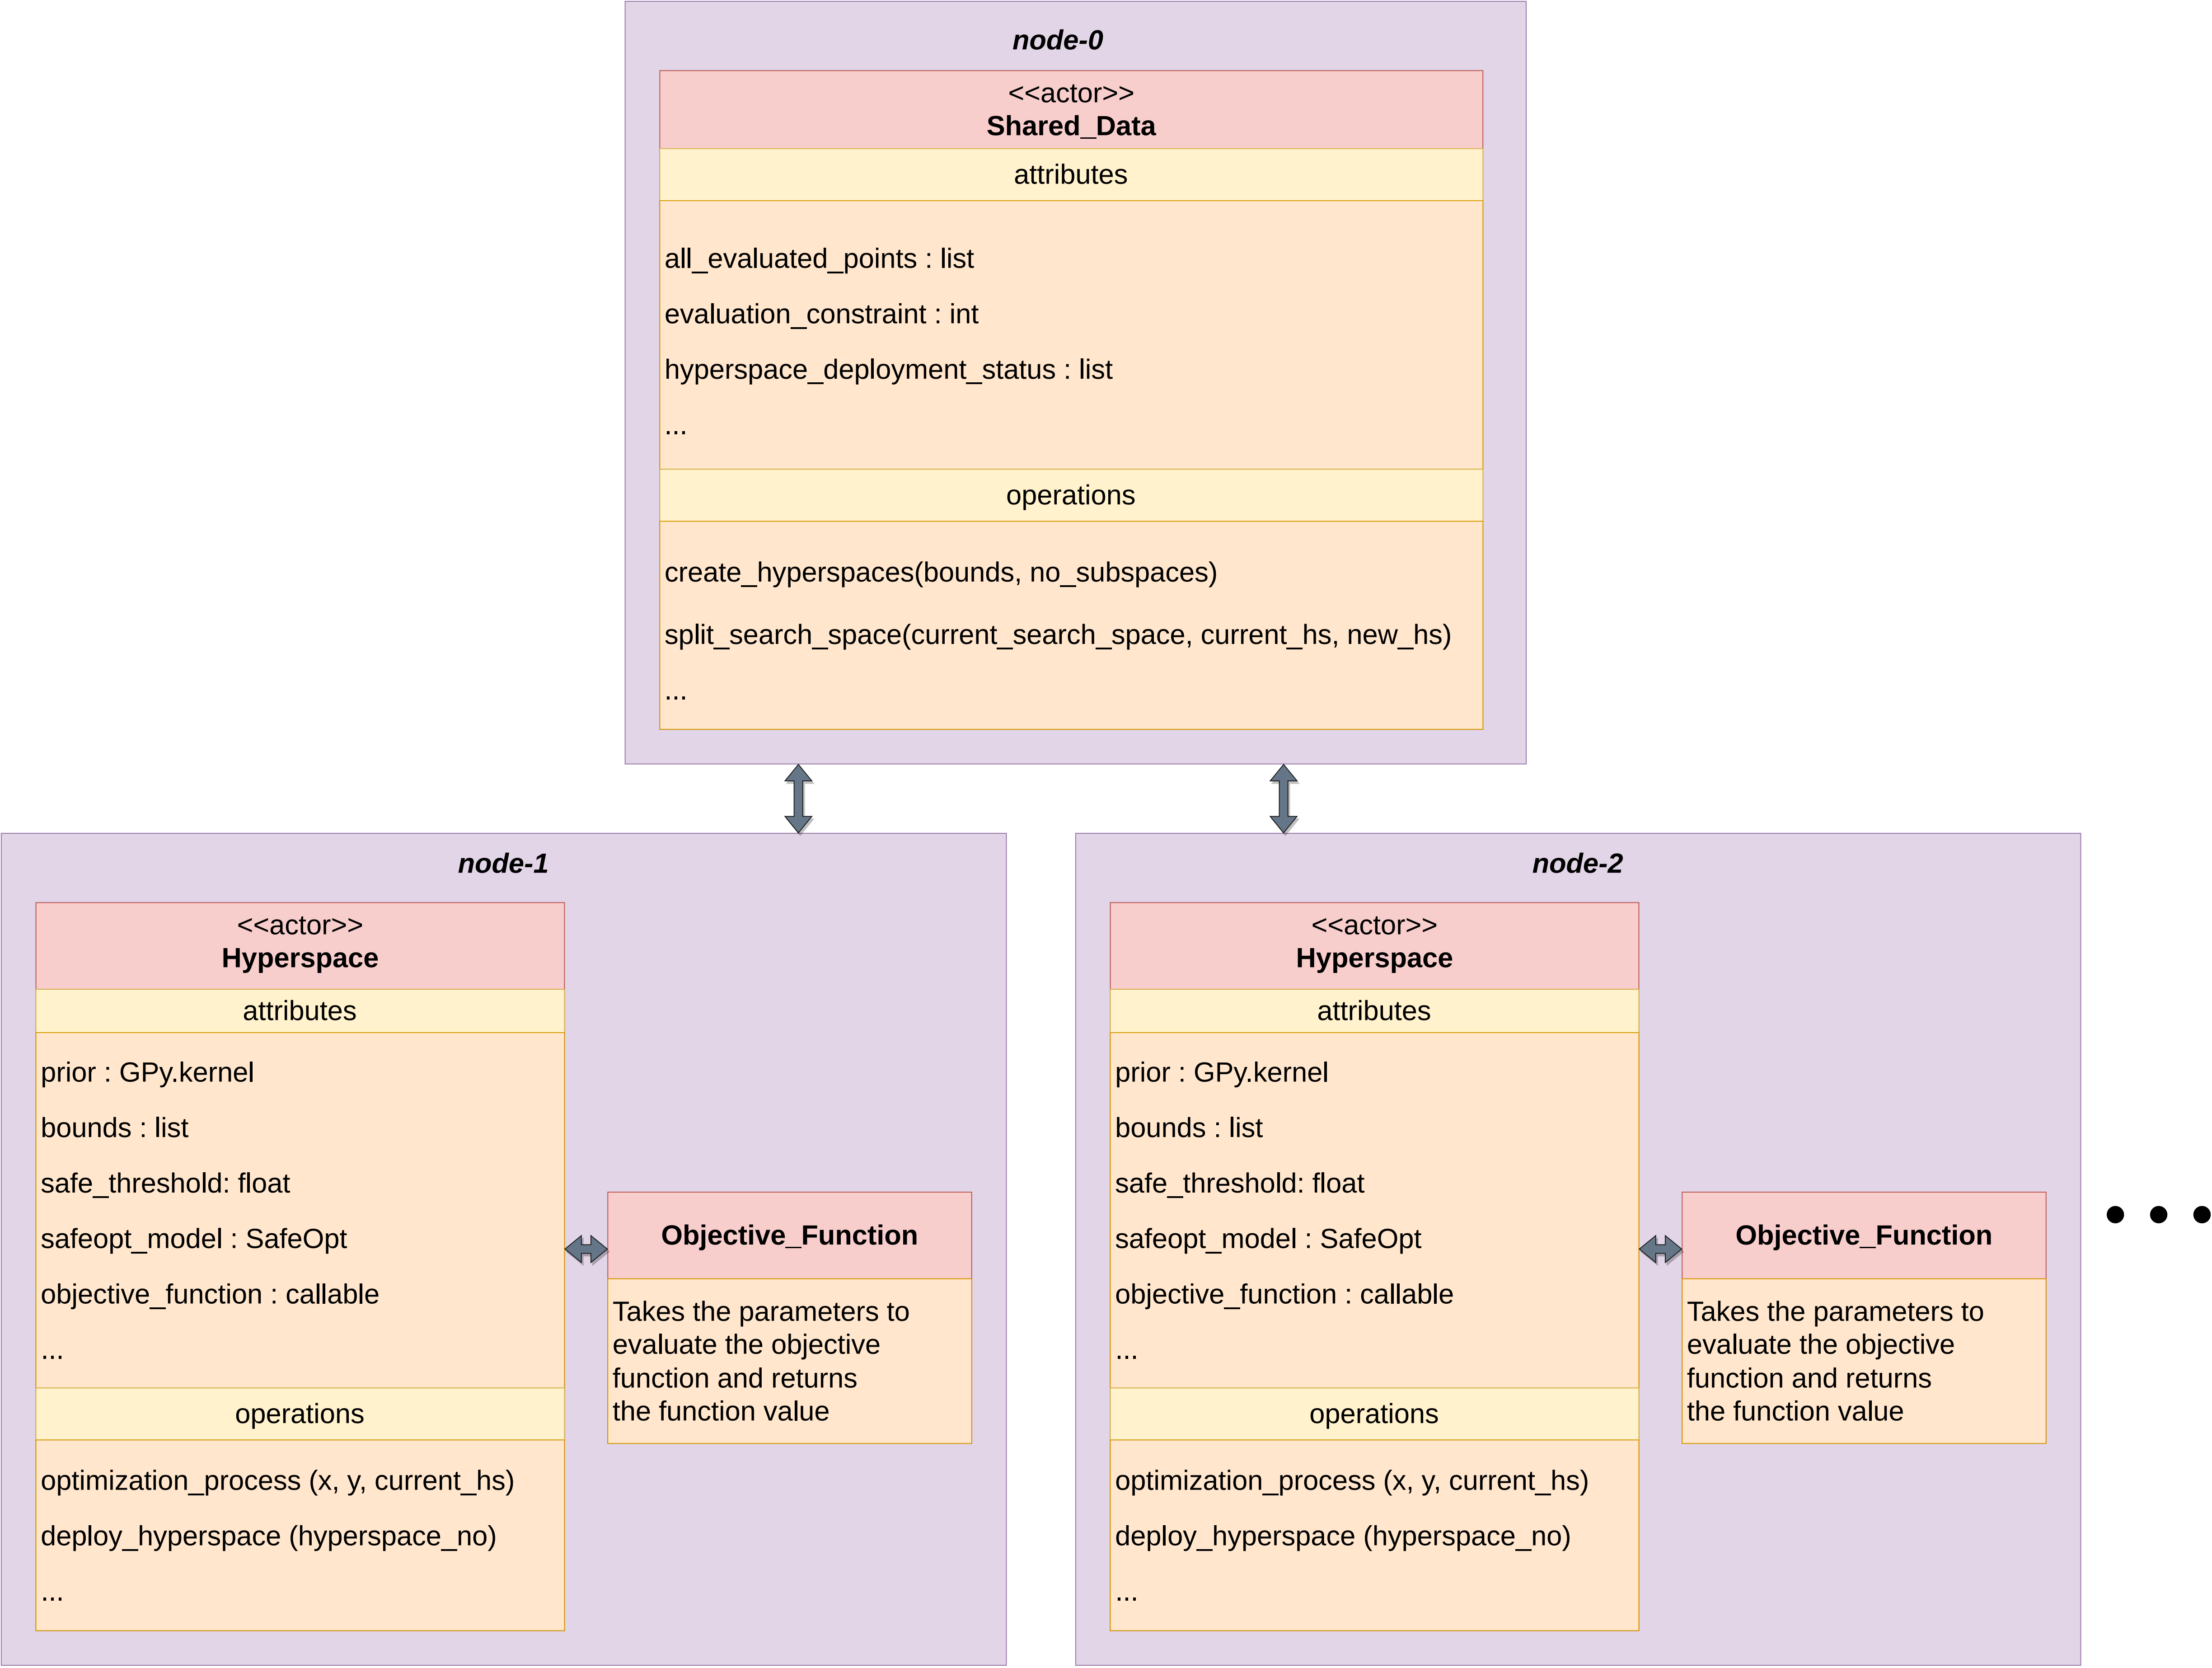 node-0
<<actor>>
Shared_Data
attributes
all_evaluated_points : list
evaluation_constraint : int
hyperspace_deployment_status : list
...
operations
create_hyperspaces(bounds, no_subspaces)
split_search_space(current_search_space, current_hs, new_hs)
...
node-1
<<actor>>
Hyperspace
attributes
prior : GPy.kernel
bounds : list
safe_threshold: float
safeopt_model : SafeOpt
objective_function : callable
...
operations
optimization_process (x, y, current_hs)
deploy_hyperspace (hyperspace_no)
...
Objective_Function
Takes the parameters to
evaluate the objective
function and returns
the function value
node-2
<<actor>>
Hyperspace
attributes
prior : GPy.kernel
bounds : list
safe_threshold: float
safeopt_model : SafeOpt
objective_function : callable
...
operations
optimization_process (x, y, current_hs)
deploy_hyperspace (hyperspace_no)
...
Objective_Function
Takes the parameters to
evaluate the objective
function and returns
the function value